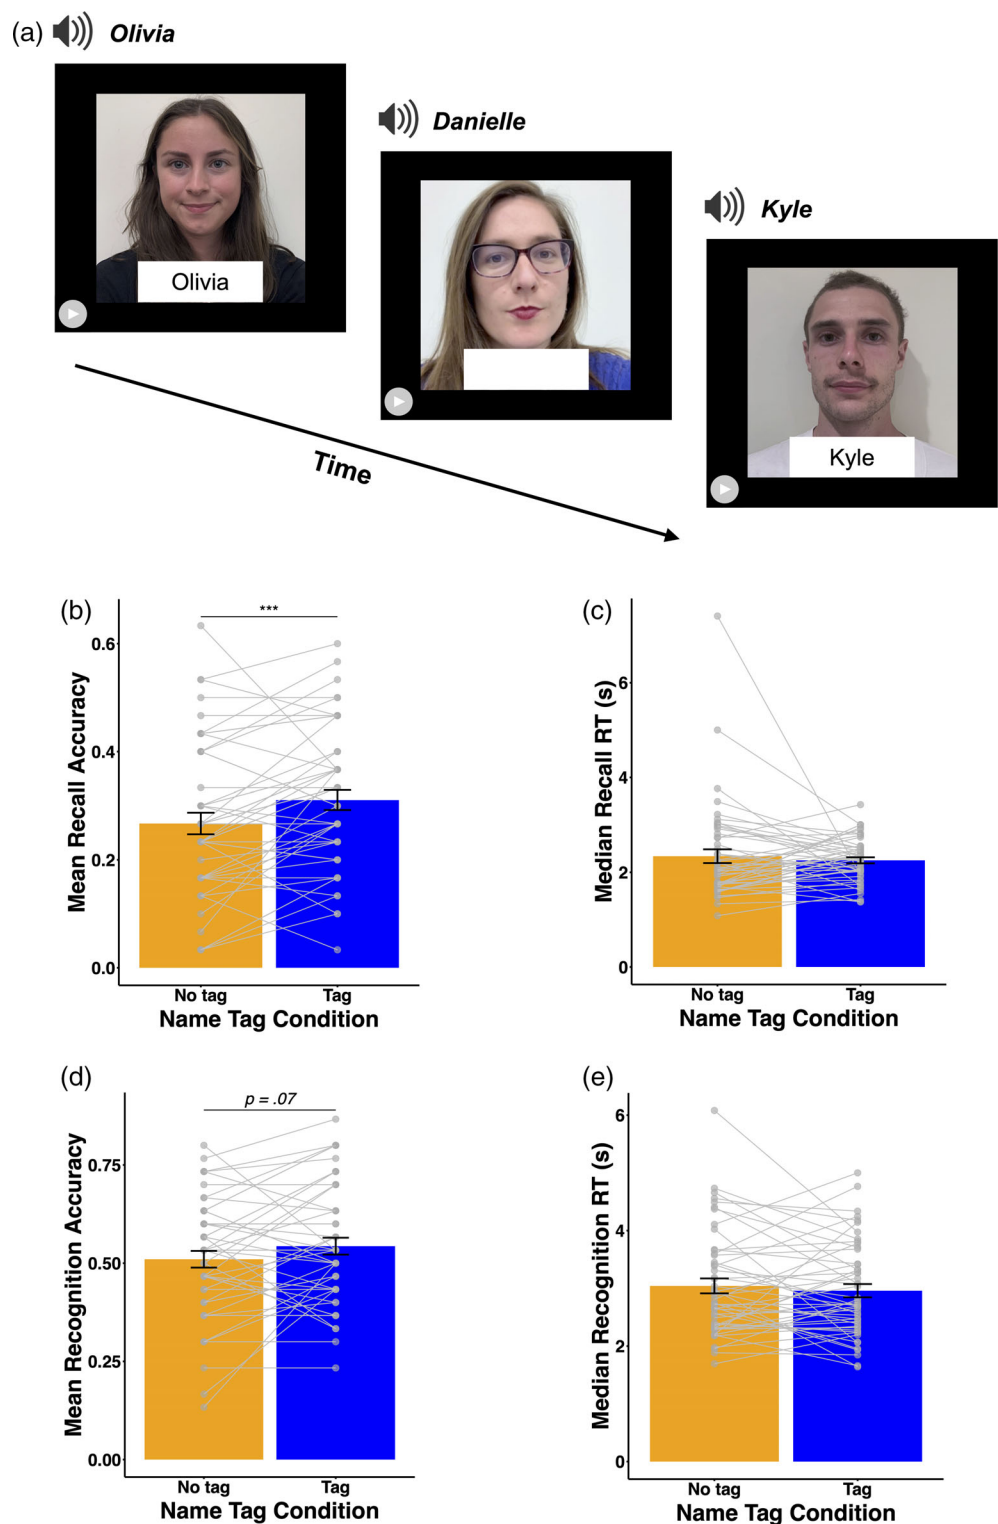 (a) Olivia
Olivia
Danielle
Kyle
Kyle
Time
(b)
***
Mean Recall Accuracy
0.6
0.4
0.2
0.0
No tag Tag
Name Tag Condition
(c)
Median Recall RT (s)
6
4
2
0
No tag Tag
Name Tag Condition
(d)
p = .07
Mean Recognition Accuracy
0.75
0.50
0.25
0.00
No tag Tag
Name Tag Condition
(e)
Median Recognition RT (s)
6
4
2
0
No tag Tag
Name Tag Condition